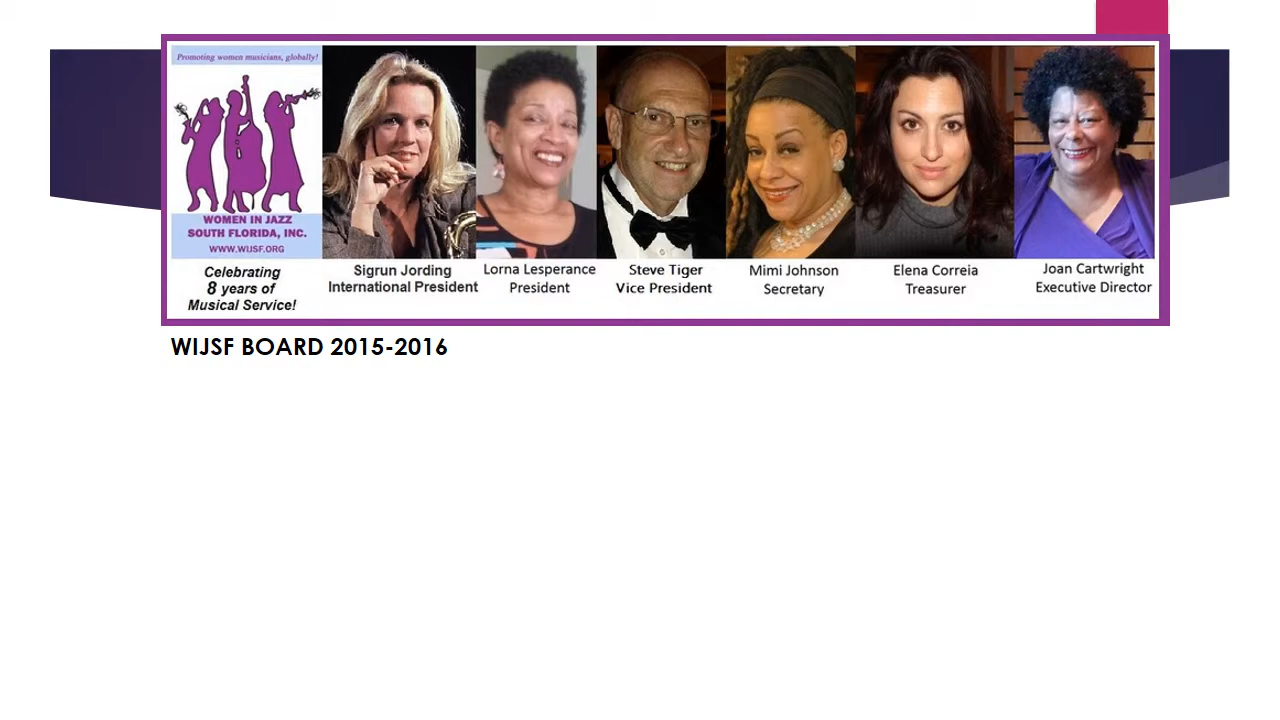 Promoting women musicians, globally!
WOMEN IN JAZZ
SOUTH FLORIDA, INC.
WWW.WIJSF.ORG
Celebrating
8 years of
Musical Service!
Sigrun Jording
International President
Lorna Lesperance
President
Steve Tiger
Vice President
Mimi Johnson
Secretary
Elena Correia
Treasurer
Joan Cartwright
Executive Director
WIJSF BOARD 2015-2016